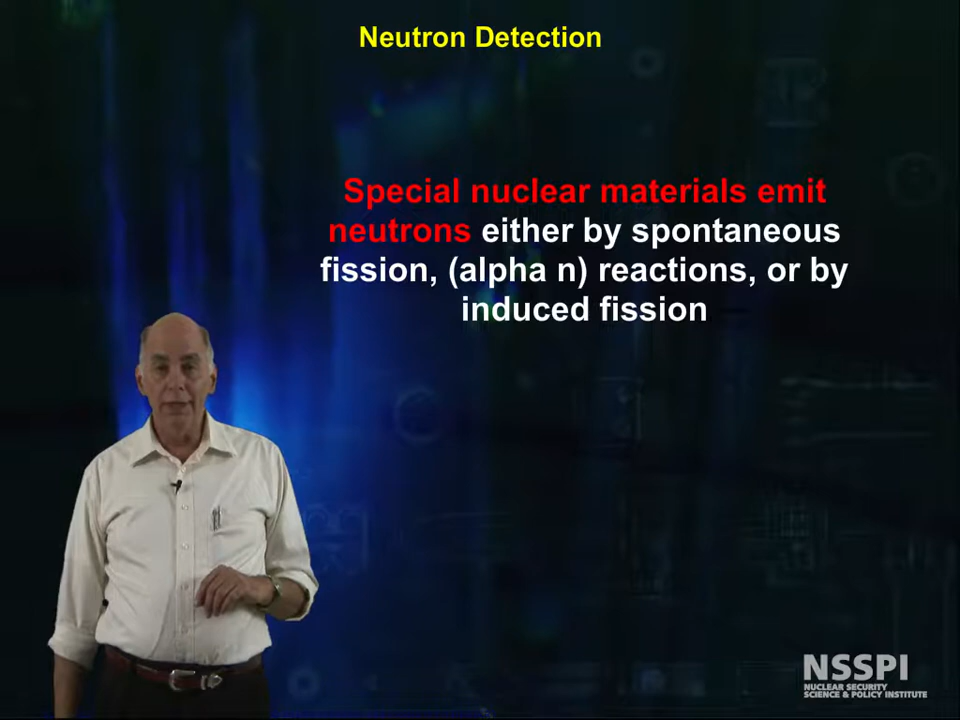 Neutron Detection
Special nuclear materials emit
neutrons either by spontaneous
fission, (alpha n) reactions, or by
induced fission
NSSPI
NUCLEAR SECURITY
SCIENCE & POLICY INSTITUTE